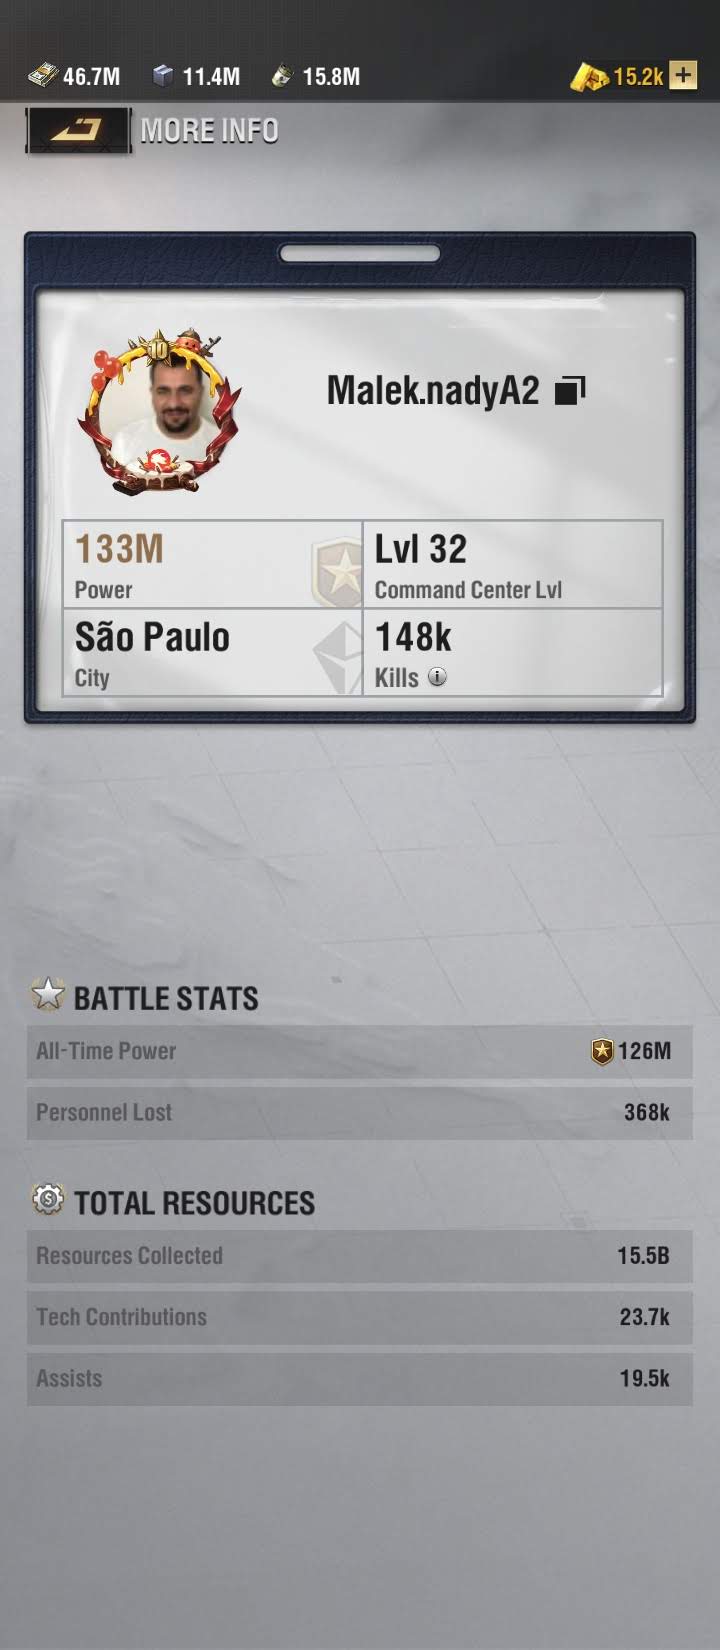 46.7M 11.4M 15.8M 15.2k +
MORE INFO
10
Malek.nadyA2
133M
Power
Lvl 32
Command Center Lvl
São Paulo
City
148k
Kills i
BATTLE STATS
All-Time Power 126M
Personnel Lost 368k
TOTAL RESOURCES
Resources Collected 15.5B
Tech Contributions 23.7k
Assists 19.5k